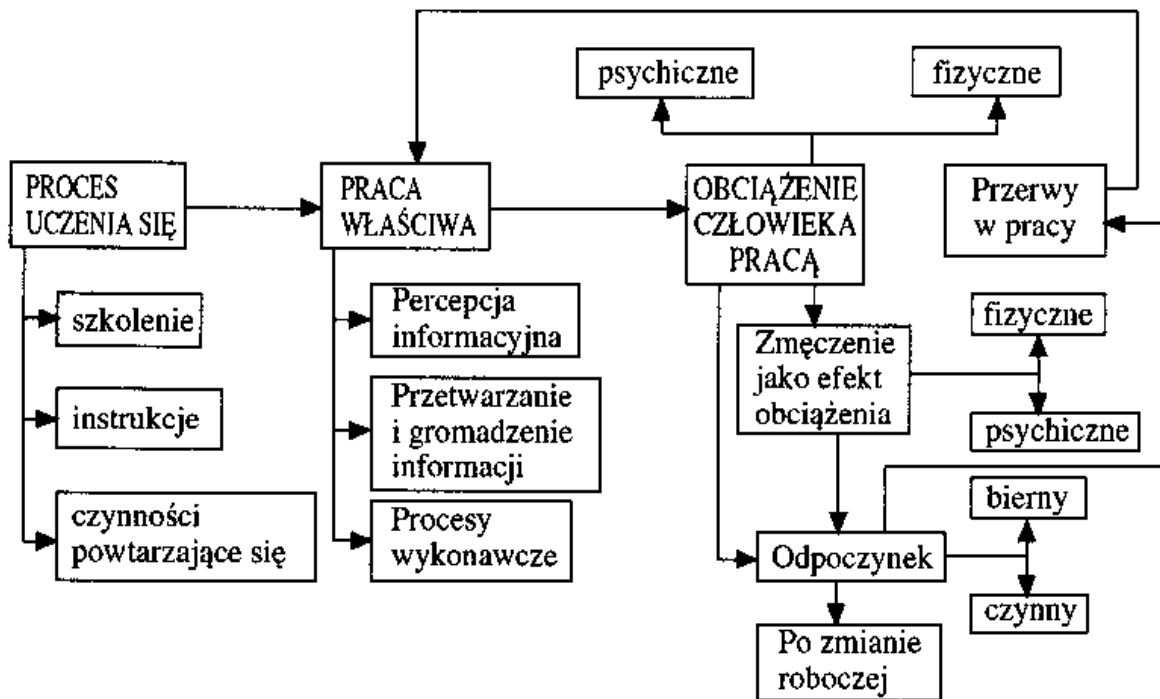 psychiczne
fizyczne
PROCES
UCZENIA SIĘ
PRACA
WŁAŚCIWA
OBCIĄŻENIE
CZŁOWIEKA
PRACĄ
Przerwy
w pracy
szkolenie
instrukcje
czynności
powtarzające się
Percepcja
informacyjna
Przetwarzanie
i gromadzenie
informacji
Procesy
wykonawcze
Zmęczenie
jako efekt
obciążenia
fizyczne
psychiczne
Odpoczynek
bierny
czynny
Po zmianie
roboczej